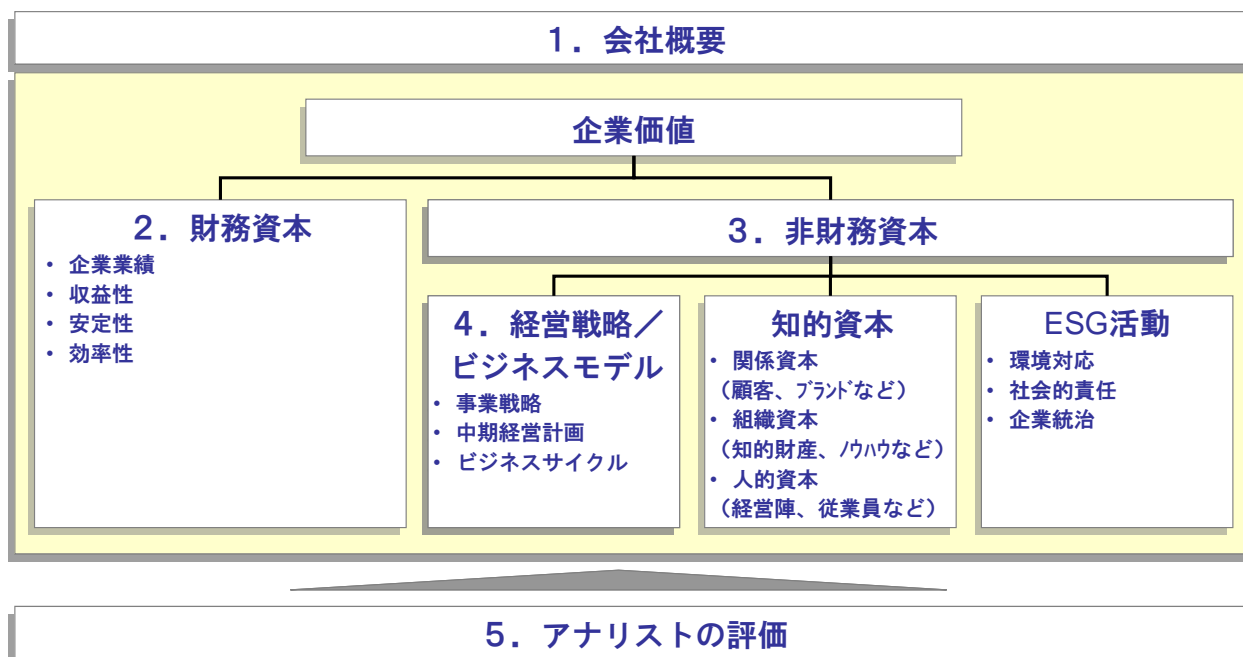 １．会社概要
企業価値
２．財務資本
・ 企業業績
・ 収益性
・ 安定性
・ 効率性
３．非財務資本
４．経営戦略／
ビジネスモデル
・ 事業戦略
・ 中期経営計画
・ ビジネスサイクル
知的資本
・ 関係資本
（顧客、ﾌﾞﾗﾝﾄﾞなど）
・ 組織資本
（知的財産、ﾉｳﾊｳなど）
・ 人的資本
（経営陣、従業員など）
ESG活動
・ 環境対応
・ 社会的責任
・ 企業統治
５．アナリストの評価